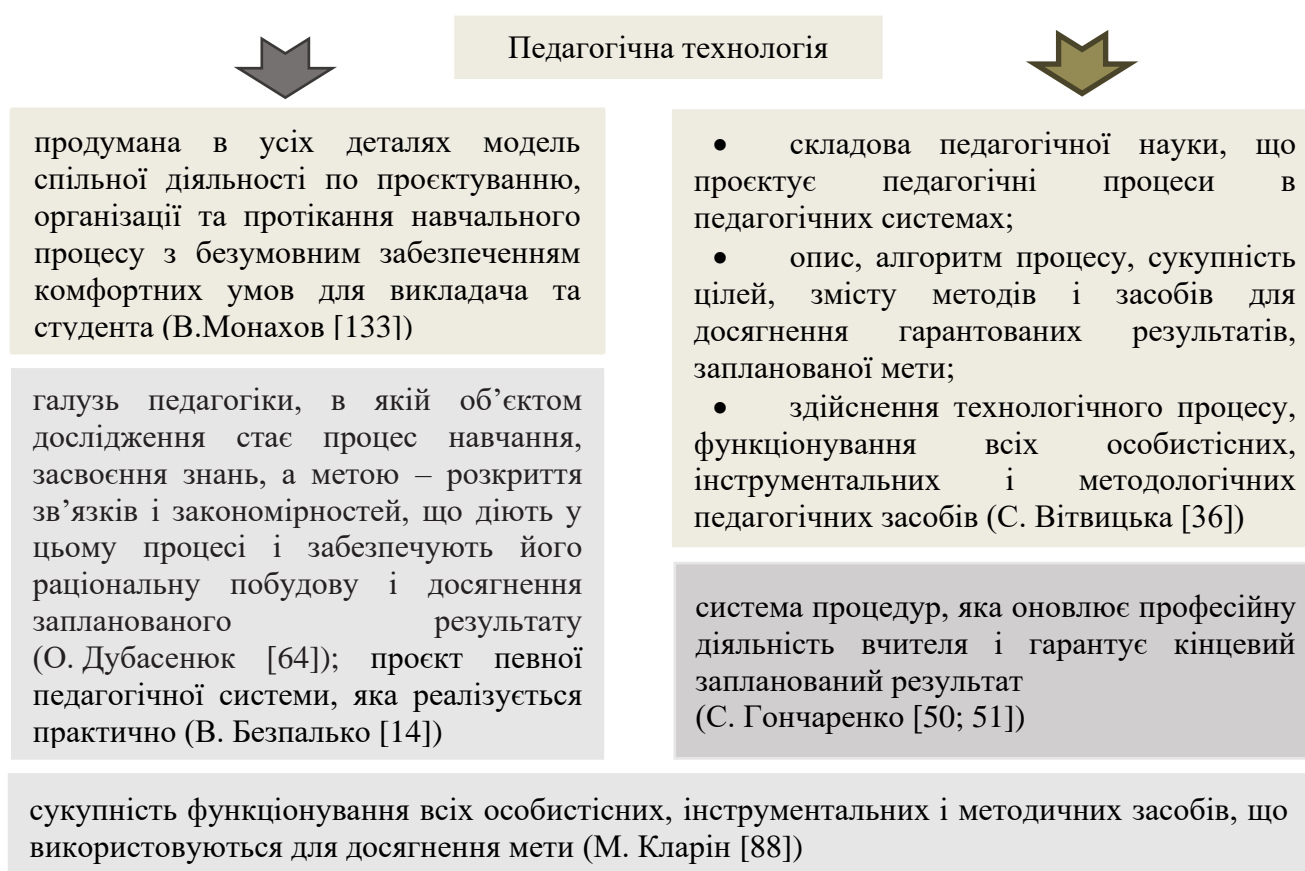 Педагогічна технологія
продумана в усіх деталях модель
спільної діяльності по проєктуванню,
організації та протікання навчального
процесу з безумовним забезпеченням
комфортних умов для викладача та
студента (В.Монахов [133])
галузь педагогіки, в якій об’єктом
дослідження стає процес навчання,
засвоєння знань, а метою – розкриття
зв’язків і закономірностей, що діють у
цьому процесі і забезпечують його
раціональну побудову і досягнення
запланованого результату
(О. Дубасенюк [64]); проєкт певної
педагогічної системи, яка реалізується
практично (В. Безпалько [14])
• складова педагогічної науки, що
проєктує педагогічні процеси в
педагогічних системах;
• опис, алгоритм процесу, сукупність
цілей, змісту методів і засобів для
досягнення гарантованих результатів,
запланованої мети;
• здійснення технологічного процесу,
функціонування всіх особистісних,
інструментальних і методологічних
педагогічних засобів (С. Вітвицька [36])
система процедур, яка оновлює професійну
діяльність вчителя і гарантує кінцевий
запланований результат
(С. Гончаренко [50; 51])
сукупність функціонування всіх особистісних, інструментальних і методичних засобів, що
використовуються для досягнення мети (М. Кларін [88])